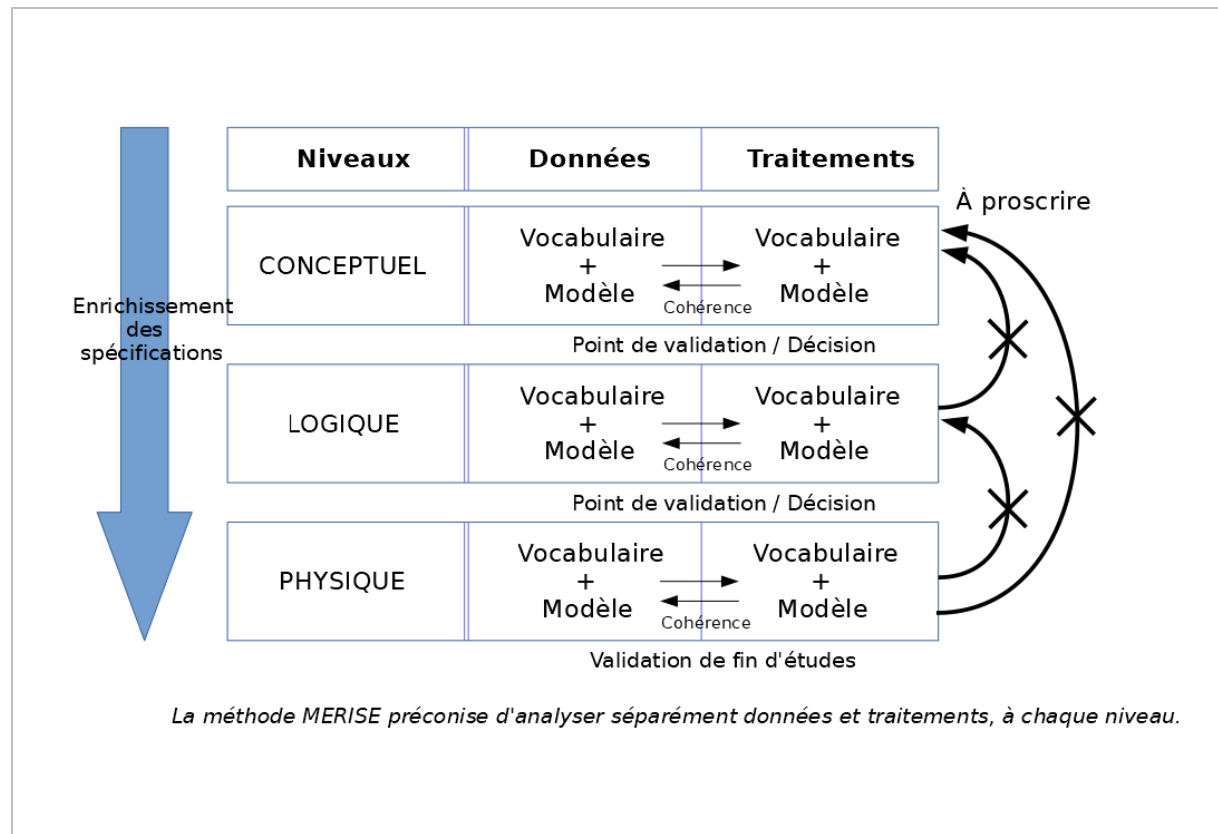 Niveaux Données Traitements
À proscrire
Enrichissement
des
spécifications
CONCEPTUEL
Vocabulaire
+
Modèle
Cohérence
Vocabulaire
+
Modèle
Point de validation / Décision
LOGIQUE
Vocabulaire
+
Modèle
Cohérence
Vocabulaire
+
Modèle
Point de validation / Décision
PHYSIQUE
Vocabulaire
+
Modèle
Cohérence
Vocabulaire
+
Modèle
Validation de fin d'études
La méthode MERISE préconise d'analyser séparément données et traitements, à chaque niveau.